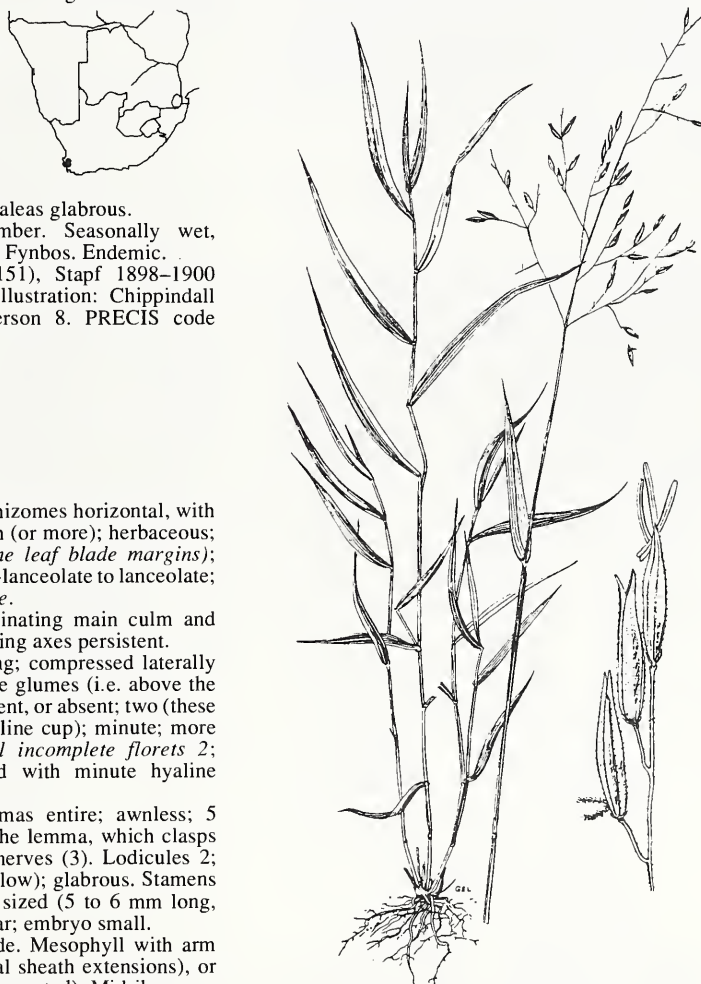 aleas glabrous.
mber. Seasonally wet,
Fynbos. Endemic.
151), Stapf 1898–1900
llustration: Chippindall
erson 8. PRECIS code
nizomes horizontal, with
n (or more); herbaceous;
ne leaf blade margins);
-lanceolate to lanceolate;
e.
inating main culm and
ing axes persistent.
ng; compressed laterally
e glumes (i.e. above the
ent, or absent; two (these
line cup); minute; more
l incomplete florets 2;
d with minute hyaline
mas entire; awnless; 5
he lemma, which clasps
nerves (3). Lodicules 2;
low); glabrous. Stamens
sized (5 to 6 mm long,
ar; embryo small.
de. Mesophyll with arm
al sheath extensions), or